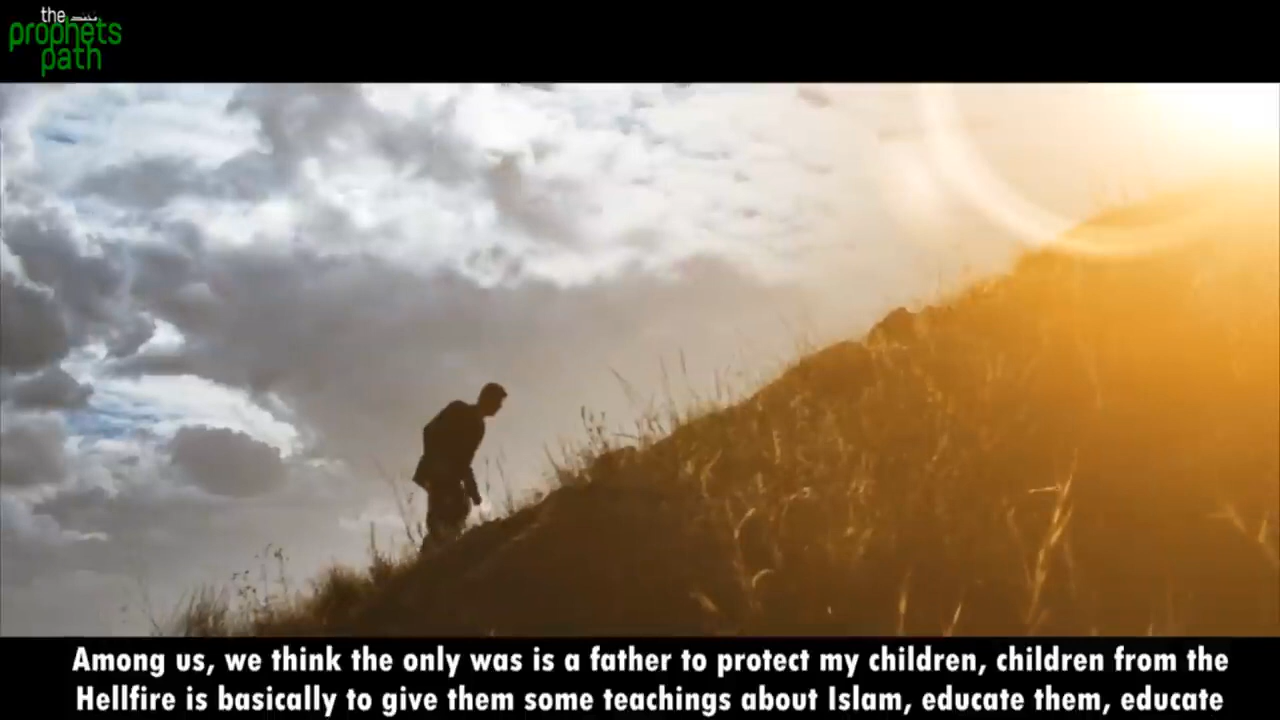 the
prophets
path
Among us, we think the only was is a father to protect my children, children from the
Hellfire is basically to give them some teachings about Islam, educate them, educate